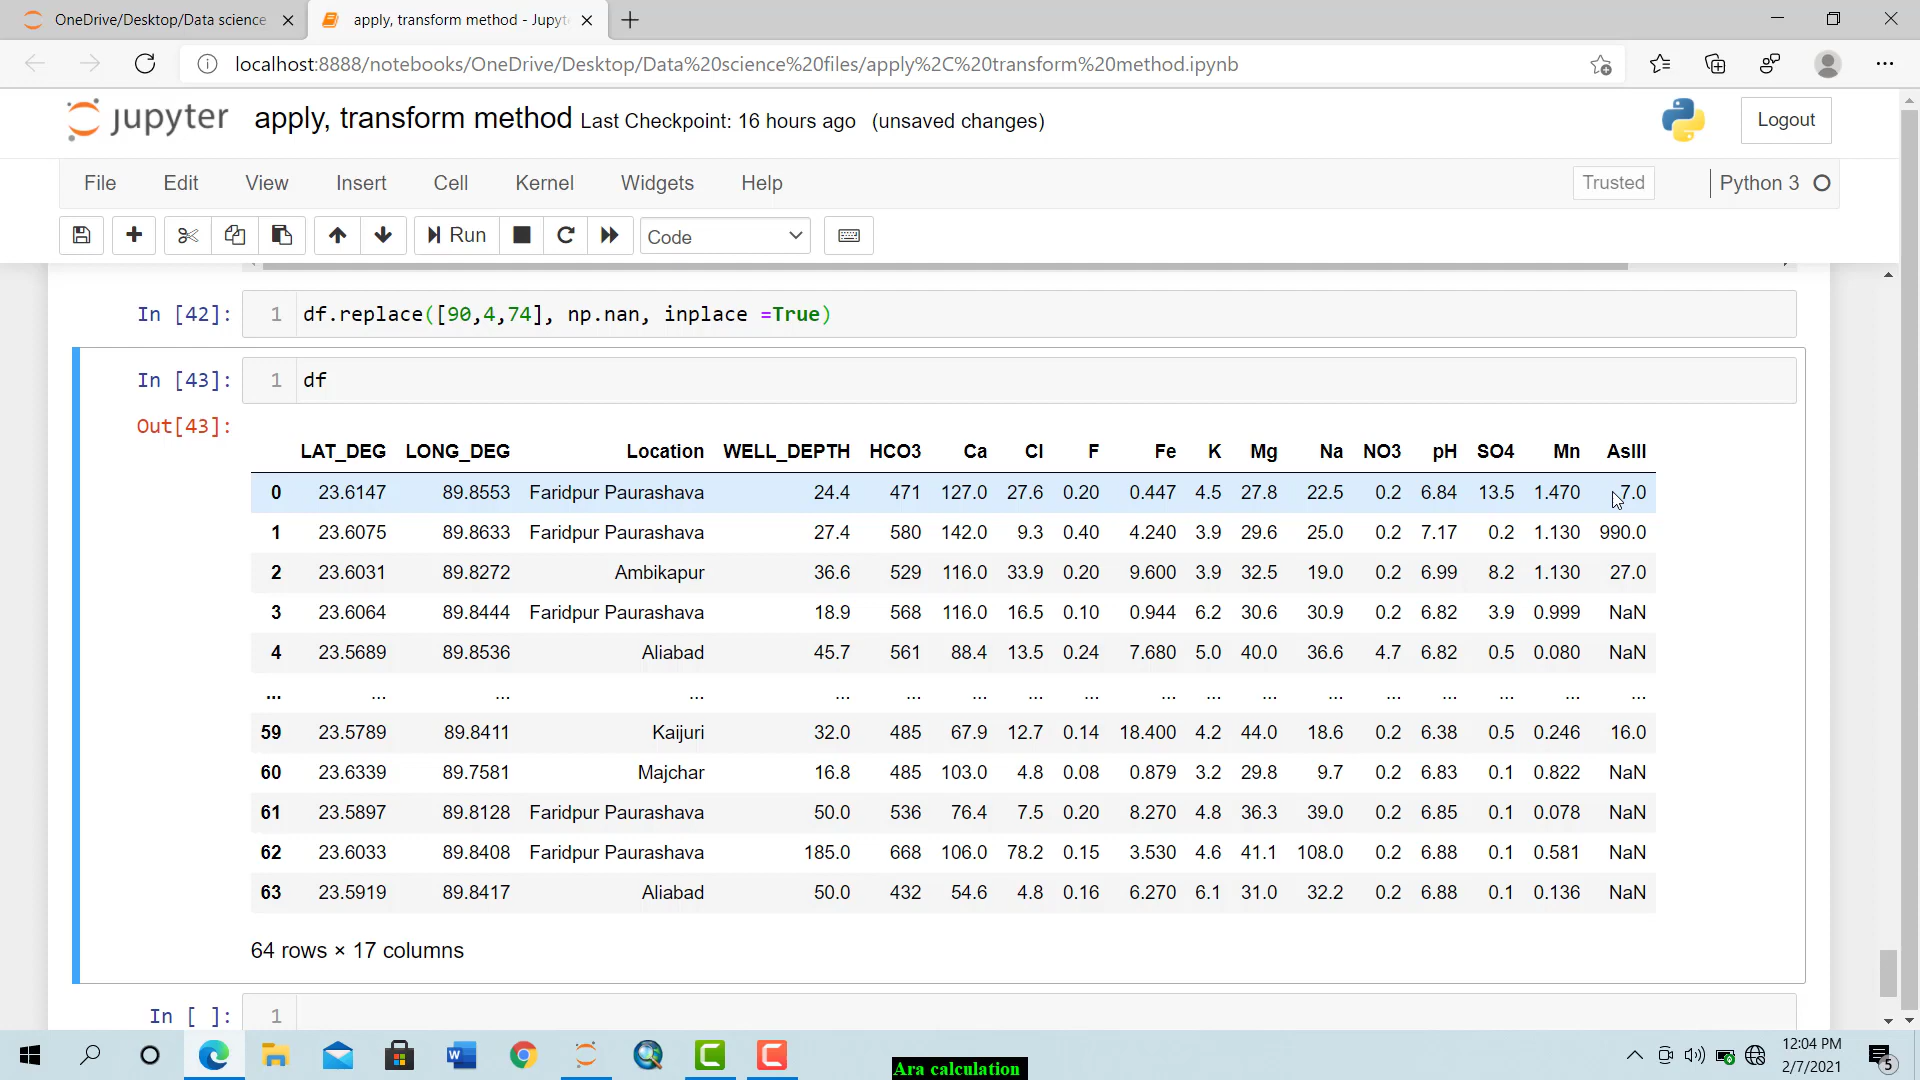 OneDrive/Desktop/Data science
apply, transform method - Jupyt
localhost:8888/notebooks/OneDrive/Desktop/Data%20science%20files/apply%2C%20transform%20method.ipynb
jupyter apply, transform method Last Checkpoint: 16 hours ago (unsaved changes) Logout
File Edit View Insert Cell Kernel Widgets Help Trusted Python 3
Run Code
In [42]: 1 df.replace([90,4,74], np.nan, inplace =True)
In [43]: 1 df
Out[43]:
LAT_DEG LONG_DEG Location WELL_DEPTH HCO3 Ca Cl F Fe K Mg Na NO3 pH SO4 Mn AsIII
0 23.6147 89.8553 Faridpur Paurashava 24.4 471 127.0 27.6 0.20 0.447 4.5 27.8 22.5 0.2 6.84 13.5 1.470 7.0
1 23.6075 89.8633 Faridpur Paurashava 27.4 580 142.0 9.3 0.40 4.240 3.9 29.6 25.0 0.2 7.17 0.2 1.130 990.0
2 23.6031 89.8272 Ambikapur 36.6 529 116.0 33.9 0.20 9.600 3.9 32.5 19.0 0.2 6.99 8.2 1.130 27.0
3 23.6064 89.8444 Faridpur Paurashava 18.9 568 116.0 16.5 0.10 0.944 6.2 30.6 30.9 0.2 6.82 3.9 0.999 NaN
4 23.5689 89.8536 Aliabad 45.7 561 88.4 13.5 0.24 7.680 5.0 40.0 36.6 4.7 6.82 0.5 0.080 NaN
... ... ... ... ... ... ... ... ... ... ... ... ... ... ... ... ... ...
59 23.5789 89.8411 Kaijuri 32.0 485 67.9 12.7 0.14 18.400 4.2 44.0 18.6 0.2 6.38 0.5 0.246 16.0
60 23.6339 89.7581 Majchar 16.8 485 103.0 4.8 0.08 0.879 3.2 29.8 9.7 0.2 6.83 0.1 0.822 NaN
61 23.5897 89.8128 Faridpur Paurashava 50.0 536 76.4 7.5 0.20 8.270 4.8 36.3 39.0 0.2 6.85 0.1 0.078 NaN
62 23.6033 89.8408 Faridpur Paurashava 185.0 668 106.0 78.2 0.15 3.530 4.6 41.1 108.0 0.2 6.88 0.1 0.581 NaN
63 23.5919 89.8417 Aliabad 50.0 432 54.6 4.8 0.16 6.270 6.1 31.0 32.2 0.2 6.88 0.1 0.136 NaN
64 rows × 17 columns
In [ ]: 1
Ara calculation
12:04 PM
2/7/2021
5